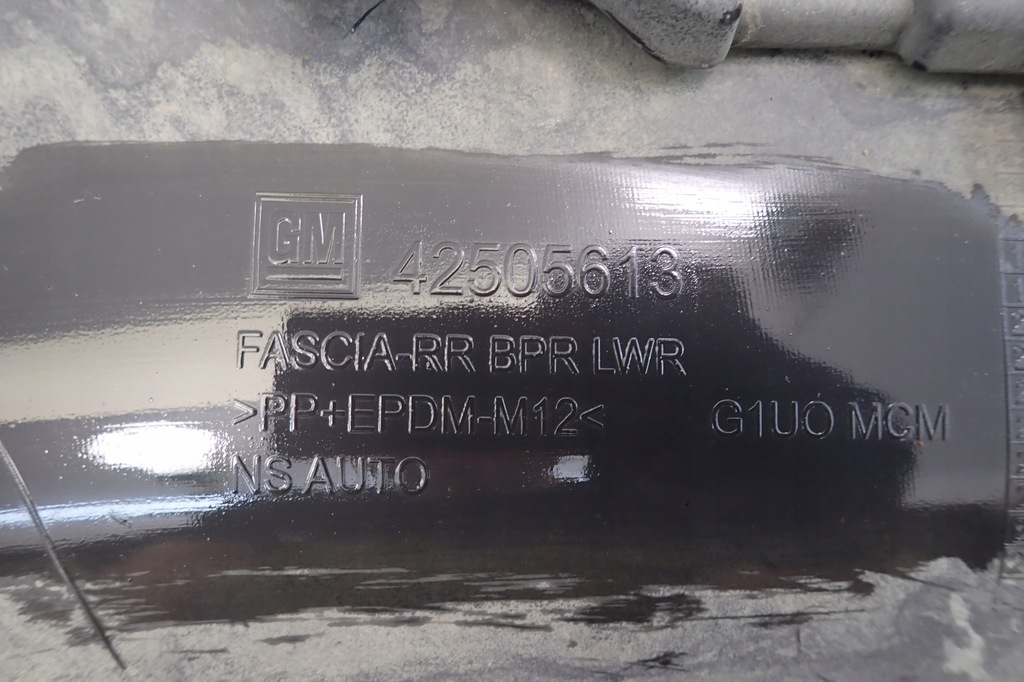 GM 42505613
FASCIA-RR BPR LWR
>PP+EPDM-M12< G1UO MCM
NS AUTO